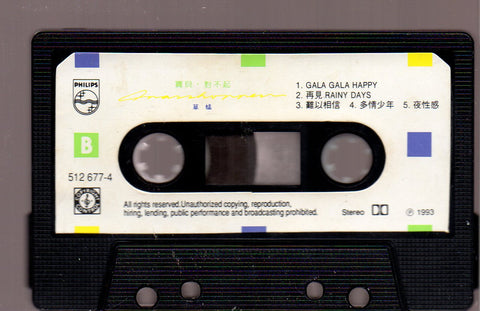 PHILIPS
寶貝,對不起
Grasshopper
草蜢
1. GALA GALA HAPPY
2. 再見 RAINY DAYS
3. 難以相信 4. 多情少年 5. 夜性感
B
512 677-4
All rights reserved.Unauthorized copying, reproduction,
hiring, lending, public performance and broadcasting prohibited.
Stereo
℗ 1993